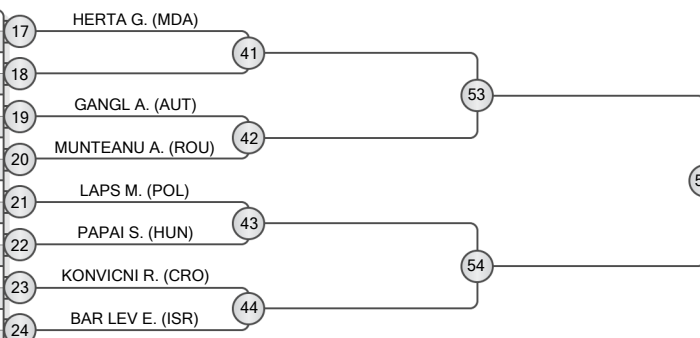 HERTA G. (MDA)
17
41
18
53
GANGL A. (AUT)
19
42
MUNTEANU A. (ROU)
20
LAPS M. (POL)
21
43
PAPAI S. (HUN)
22
54
KONVICNI R. (CRO)
23
44
BAR LEV E. (ISR)
24